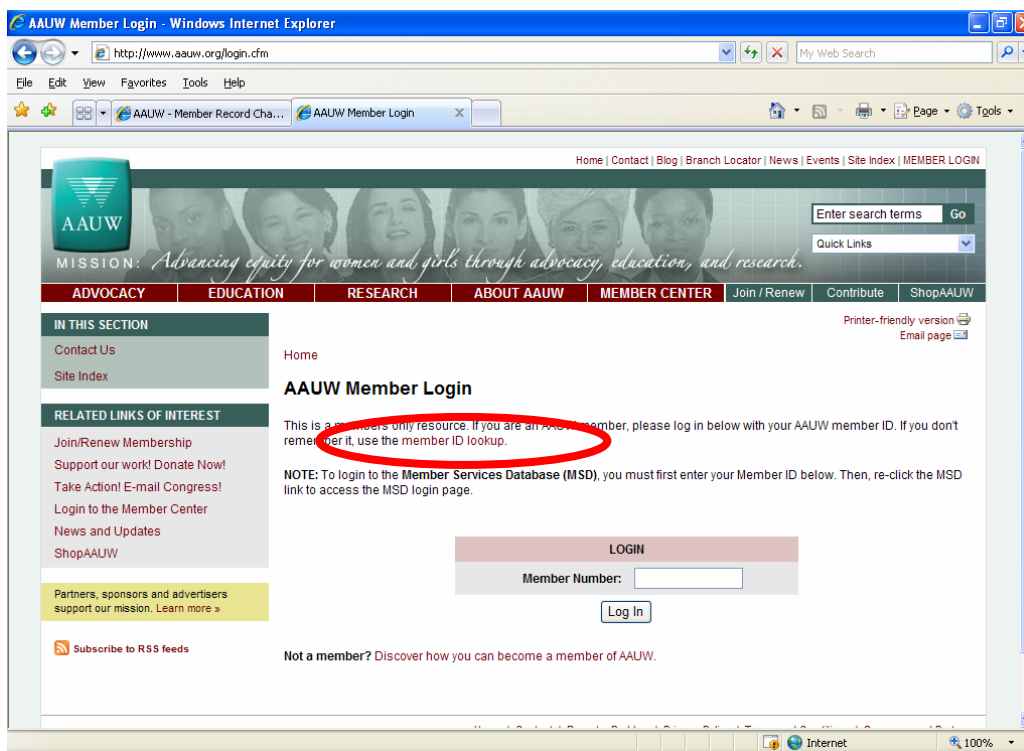 AAUW Member Login - Windows Internet Explorer
http://www.aauw.org/login.cfm
My Web Search
File Edit View Favorites Tools Help
AAUW - Member Record Cha...
AAUW Member Login
Page
Tools
Home | Contact | Blog | Branch Locator | News | Events | Site Index | MEMBER LOGIN
AAUW
Enter search terms
Go
Quick Links
MISSION: Advancing equity for women and girls through advocacy, education, and research.
ADVOCACY
EDUCATION
RESEARCH
ABOUT AAUW
MEMBER CENTER
Join / Renew
Contribute
ShopAAUW
IN THIS SECTION
Contact Us
Site Index
Printer-friendly version
Email page
Home
AAUW Member Login
This is a members only resource. If you are an AAUW member, please log in below with your AAUW member ID. If you don't
remember it, use the member ID lookup.
NOTE: To login to the Member Services Database (MSD), you must first enter your Member ID below. Then, re-click the MSD
link to access the MSD login page.
RELATED LINKS OF INTEREST
Join/Renew Membership
Support our work! Donate Now!
Take Action! E-mail Congress!
Login to the Member Center
News and Updates
ShopAAUW
LOGIN
Member Number:
Log In
Partners, sponsors and advertisers
support our mission. Learn more »
Subscribe to RSS feeds
Not a member? Discover how you can become a member of AAUW.
Internet
100%